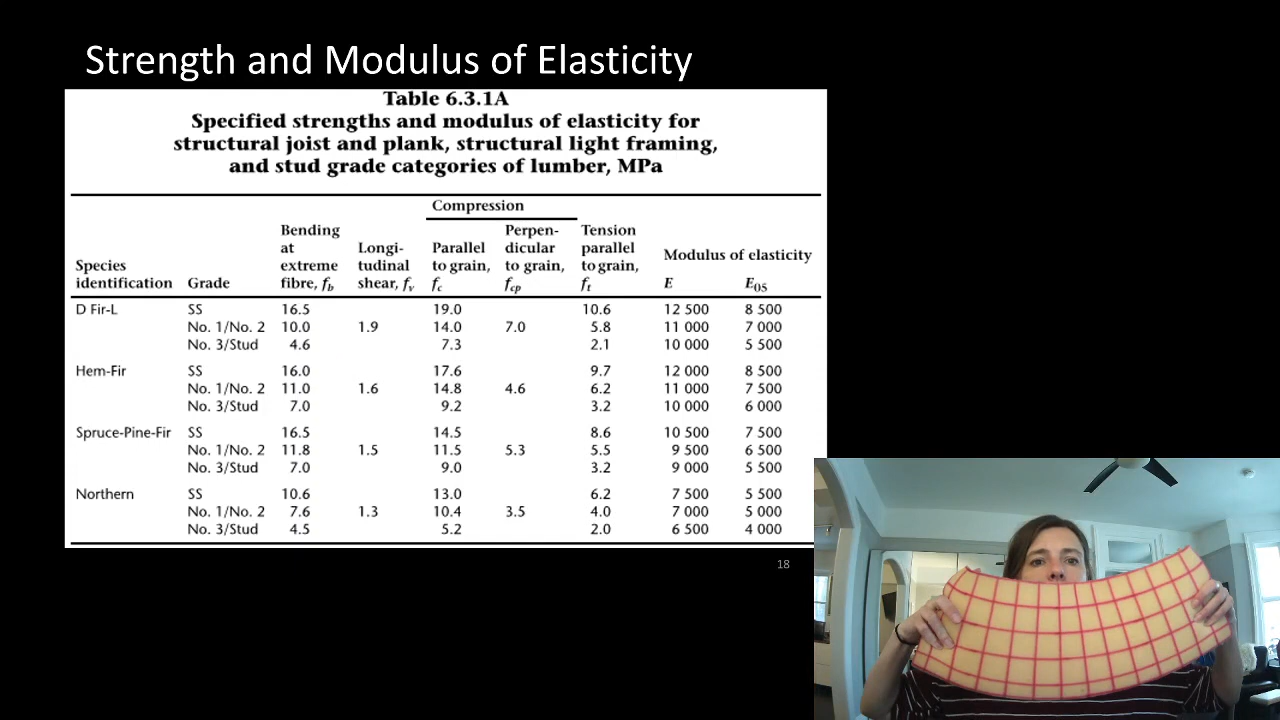 Strength and Modulus of Elasticity
Table 6.3.1A
Specified strengths and modulus of elasticity for
structural joist and plank, structural light framing,
and stud grade categories of lumber, MPa
Compression
Species identification Grade Bending at extreme fibre, fb Longi-tudinal shear, fv Parallel to grain, fc Perpen-dicular to grain, fcp Tension parallel to grain, ft Modulus of elasticity E E05
D Fir-L SS 16.5 19.0 10.6 12 500 8 500
No. 1/No. 2 10.0 1.9 14.0 7.0 5.8 11 000 7 000
No. 3/Stud 4.6 7.3 2.1 10 000 5 500
Hem-Fir SS 16.0 17.6 9.7 12 000 8 500
No. 1/No. 2 11.0 1.6 14.8 4.6 6.2 11 000 7 500
No. 3/Stud 7.0 9.2 3.2 10 000 6 000
Spruce-Pine-Fir SS 16.5 14.5 8.6 10 500 7 500
No. 1/No. 2 11.8 1.5 11.5 5.3 5.5 9 500 6 500
No. 3/Stud 7.0 9.0 3.2 9 000 5 500
Northern SS 10.6 13.0 6.2 7 500 5 500
No. 1/No. 2 7.6 1.3 10.4 3.5 4.0 7 000 5 000
No. 3/Stud 4.5 5.2 2.0 6 500 4 000
18